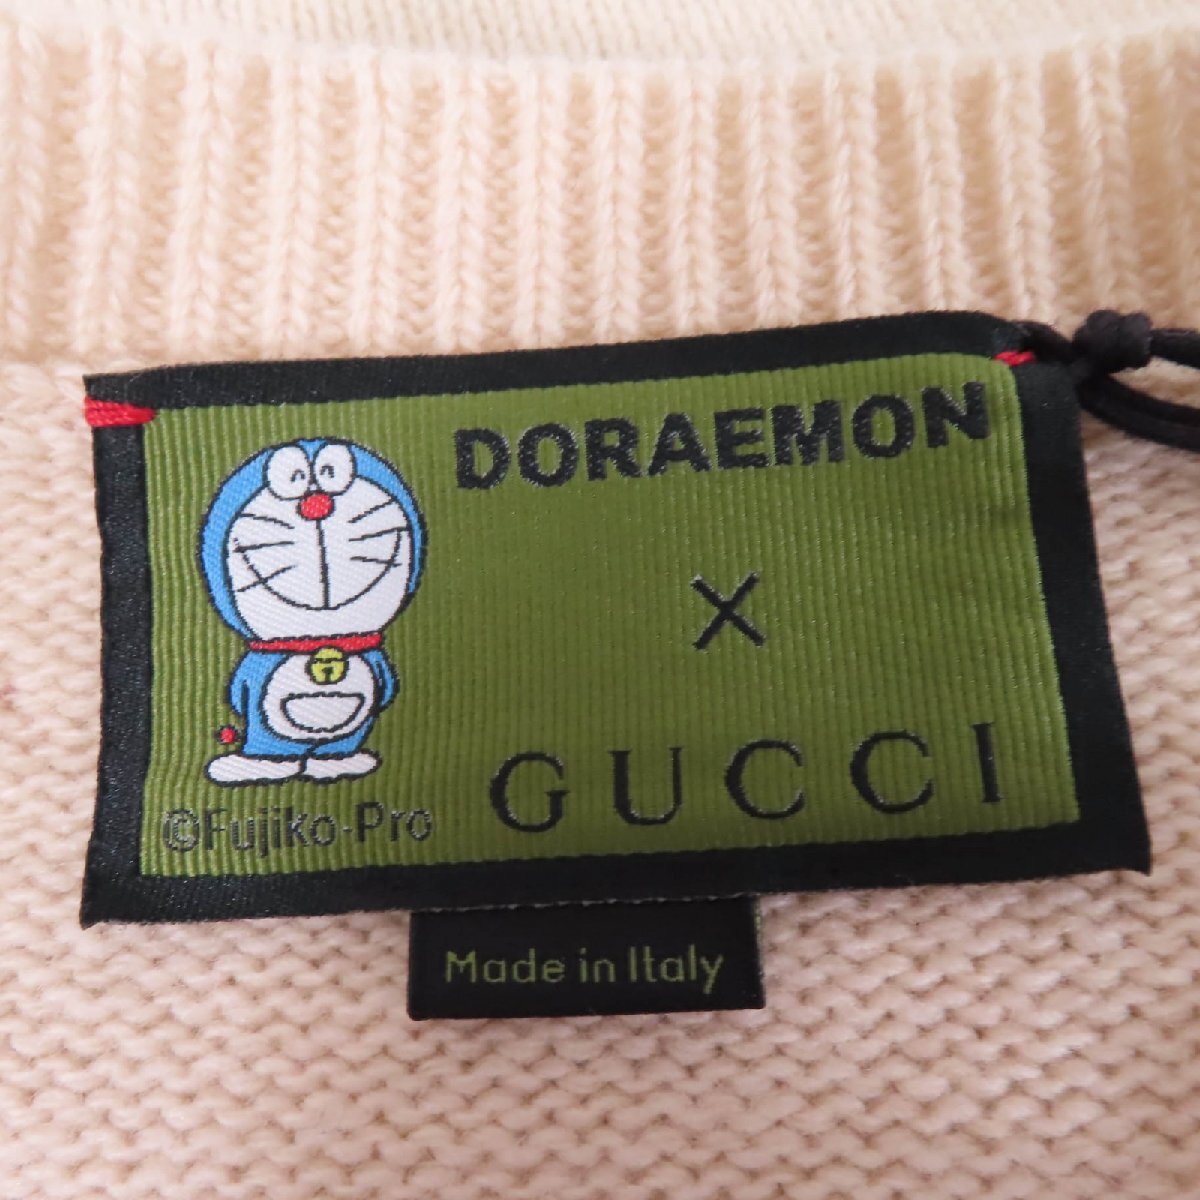 DORAEMON
×
GUCCI
©Fujiko-Pro
Made in Italy